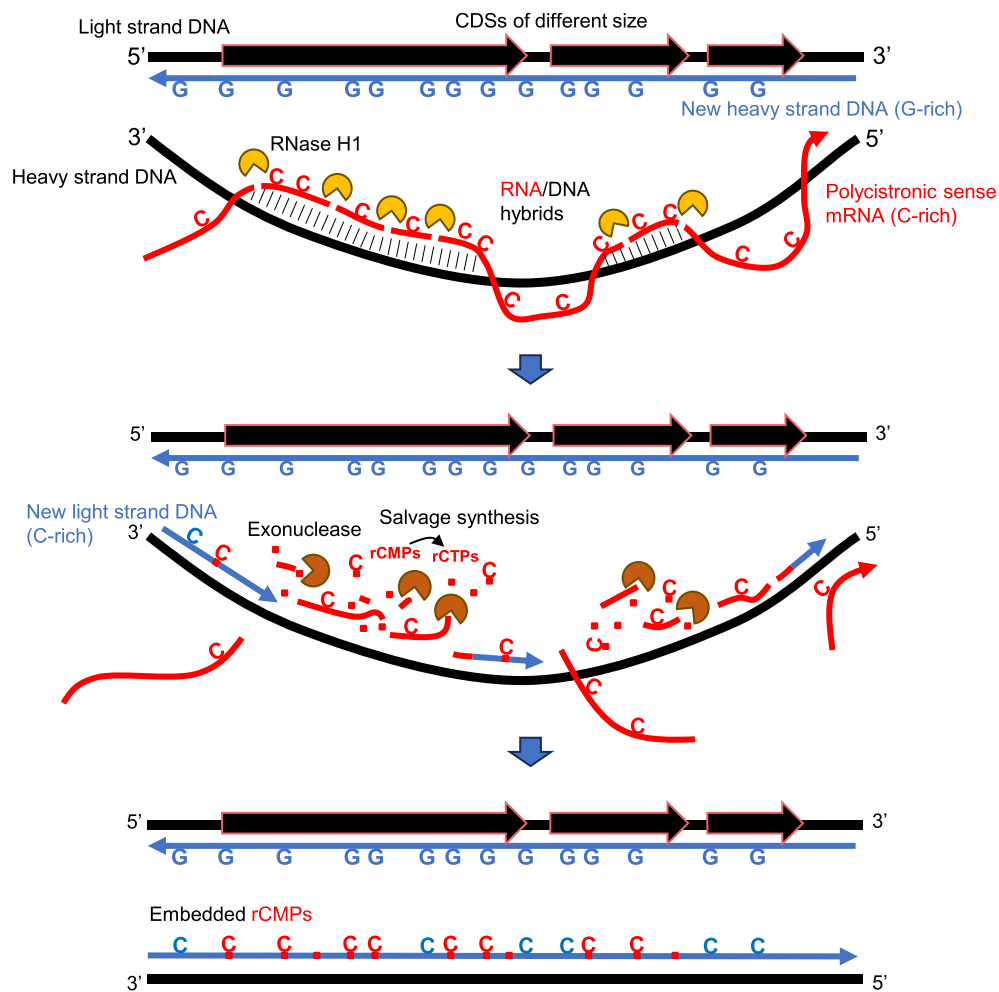 Light strand DNA
CDSs of different size
5’ 3’
G G G G G G G G G G G G G G
New heavy strand DNA (G-rich)
3’ 5’
RNase H1
Heavy strand DNA
RNA/DNA
hybrids
Polycistronic sense
mRNA (C-rich)
C C C C C C C C C C C C C C
5’ 3’
G G G G G G G G G G G G G G
New light strand DNA
(C-rich)
3’ 5’
Exonuclease
Salvage synthesis
rCMPs rCTPs
C C C C C C C C C C C C C C C
5’ 3’
G G G G G G G G G G G G G G
Embedded rCMPs
C C C C C C C C C C C C C C
3’ 5’